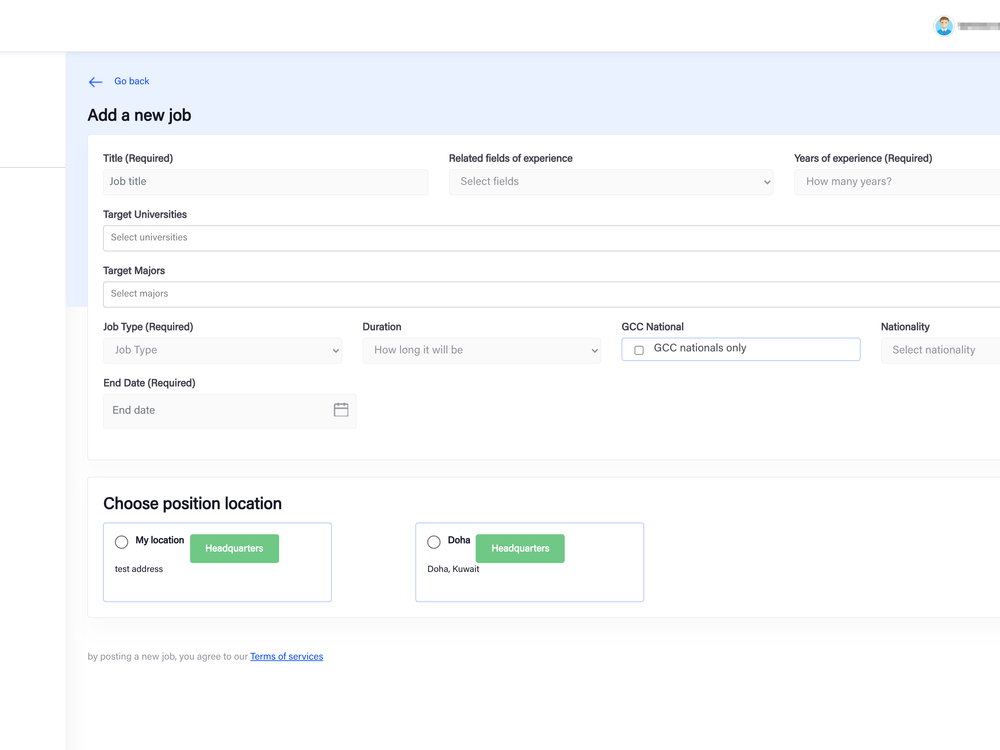 Go back
Add a new job
Title (Required)
Related fields of experience
Years of experience (Required)
Job title
Select fields
How many years?
Target Universities
Select universities
Target Majors
Select majors
Job Type (Required)
Duration
GCC National
Nationality
Job Type
How long it will be
GCC nationals only
Select nationality
End Date (Required)
End date
Choose position location
My location
Headquarters
test address
Doha
Headquarters
Doha, Kuwait
by posting a new job, you agree to our Terms of services